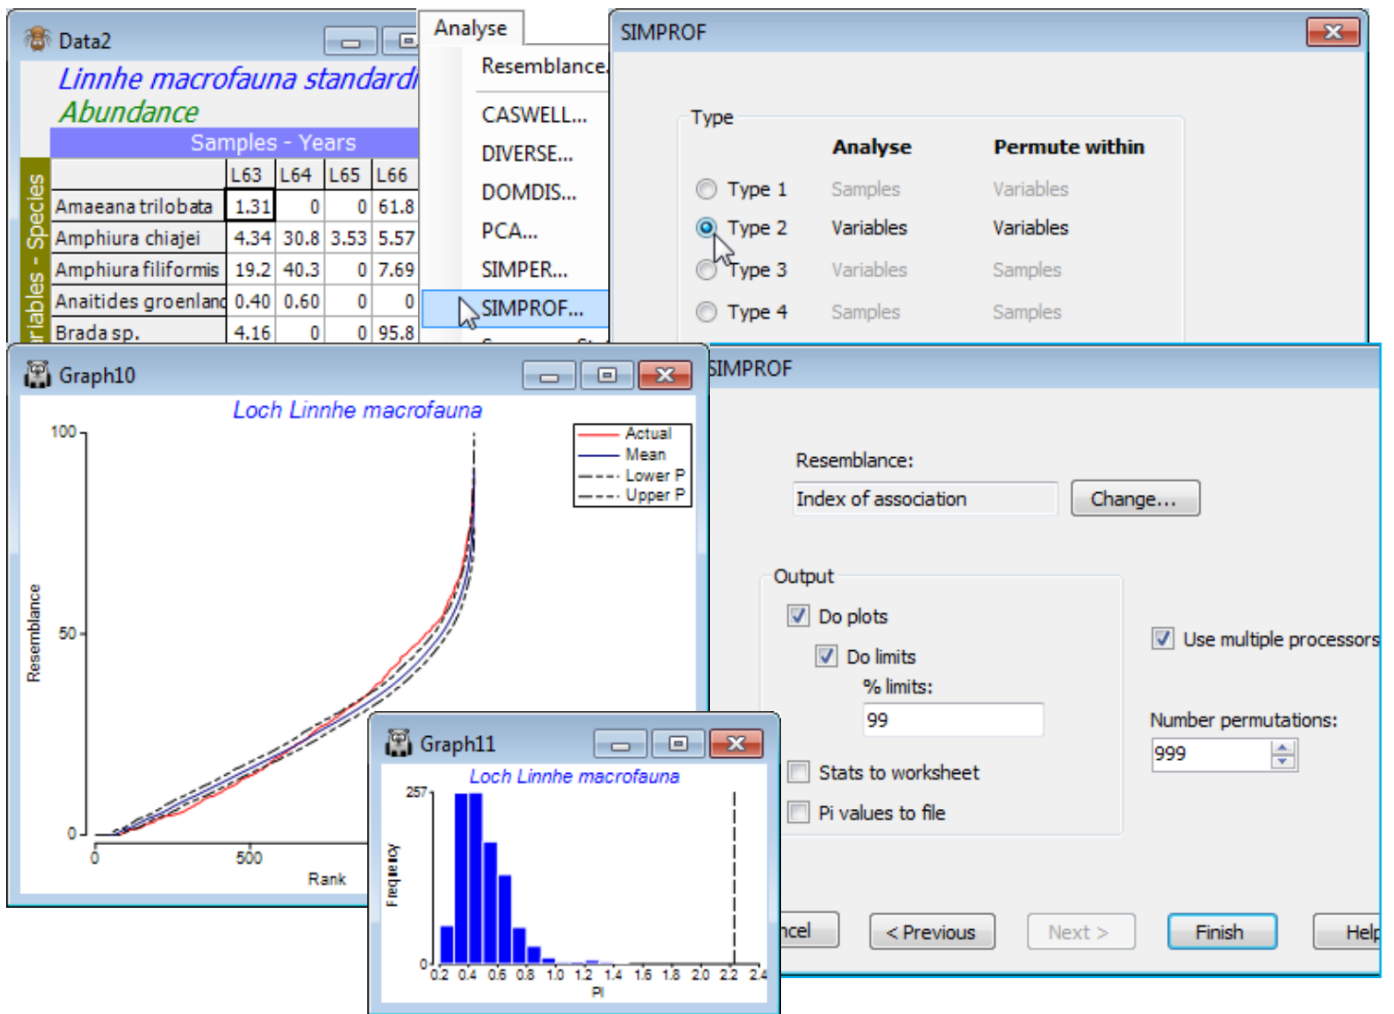 Data2
Linnhe macrofauna standardi
Abundance
Samples - Years
L63 L64 L65 L66
Amaeana trilobata 1.31 0 0 61.8
Amphiura chiajei 4.34 30.8 3.53 5.57
Amphiura filiformis 19.2 40.3 0 7.69
Anaitides groenland 0.40 0.60 0 0
Brada sp. 4.16 0 0 95.8
riables - Species
Analyse
Resemblance.
CASWELL...
DIVERSE...
DOMDIS...
PCA...
SIMPER...
SIMPROF...
SIMPROF
Type
Analyse Permute within
Type 1 Samples Variables
Type 2 Variables Variables
Type 3 Variables Samples
Type 4 Samples Samples
Graph10
Loch Linnhe macrofauna
Actual
Mean
Lower P
Upper P
100
50
0
Resemblance
0 500
Rank
Graph11
Loch Linnhe macrofauna
257
0
Frequency
0.2 0.4 0.6 0.8 1.0 1.2 1.4 1.6 1.8 2.0 2.2 2.4
Pi
SIMPROF
Resemblance:
Index of association Change...
Output
Do plots
Do limits
% limits:
99
Stats to worksheet
Pi values to file
Use multiple processors
Number permutations:
999
ncel < Previous Next > Finish Help